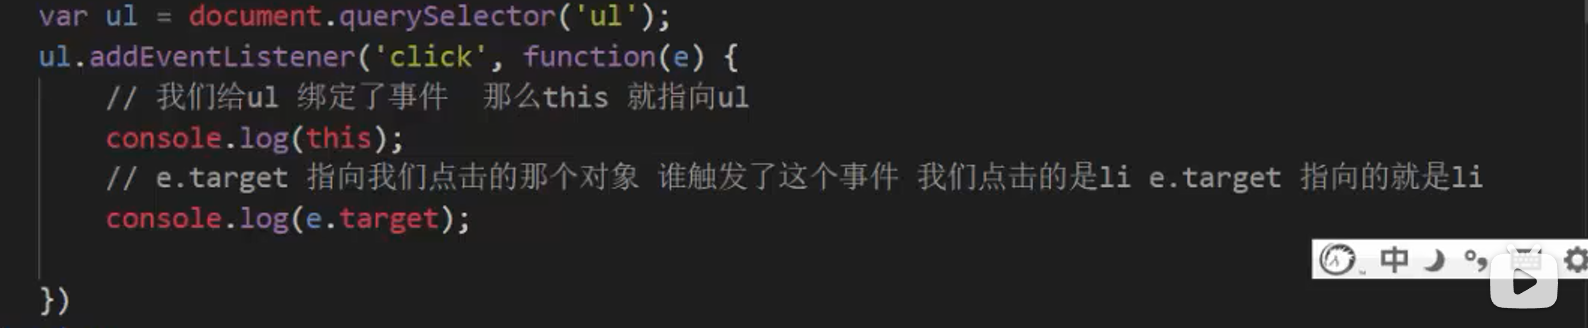 var ul = document.querySelector('ul');
ul.addEventListener('click', function(e) {
// 我们给ul 绑定了事件 那么this 就指向ul
console.log(this);
// e.target 指向我们点击的那个对象 谁触发了这个事件 我们点击的是li e.target 指向的就是li
console.log(e.target);
中
})